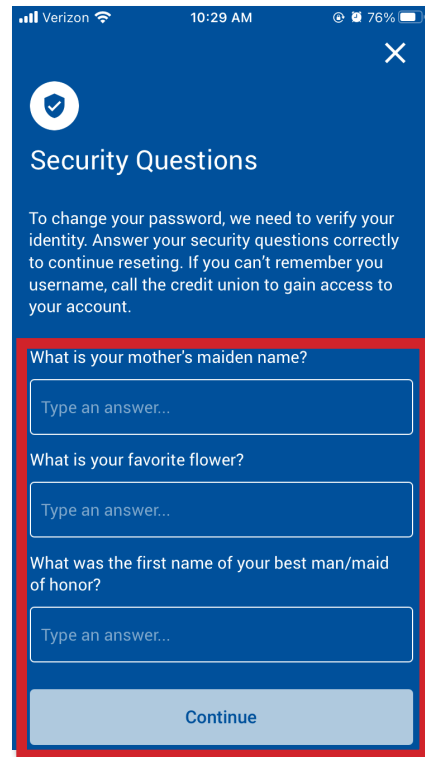 Verizon 10:29 AM 76%
Security Questions
To change your password, we need to verify your
identity. Answer your security questions correctly
to continue reseting. If you can't remember you
username, call the credit union to gain access to
your account.
What is your mother's maiden name?
Type an answer...
What is your favorite flower?
Type an answer...
What was the first name of your best man/maid
of honor?
Type an answer...
Continue